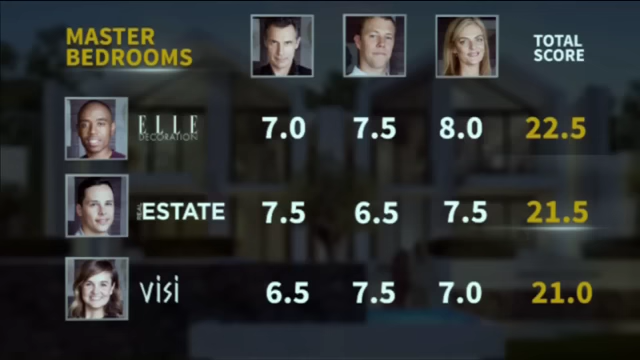 MASTER
BEDROOMS
TOTAL
SCORE
ELLE
DECORATION
7.0 7.5 8.0 22.5
REAL
ESTATE
7.5 6.5 7.5 21.5
visi
6.5 7.5 7.0 21.0